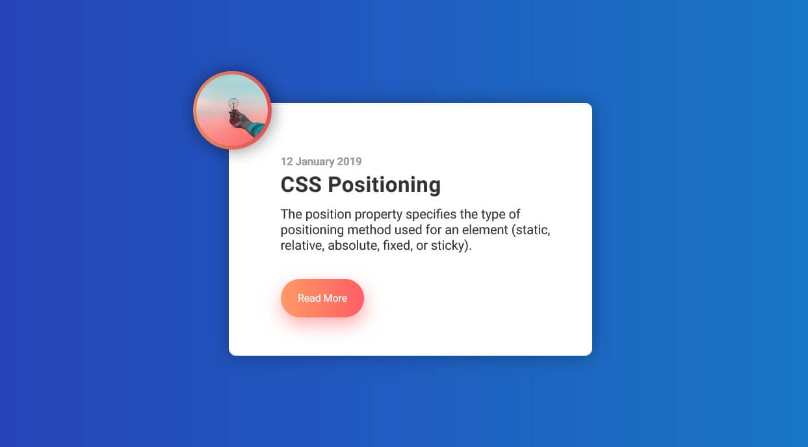 12 January 2019
CSS Positioning
The position property specifies the type of
positioning method used for an element (static,
relative, absolute, fixed, or sticky).
Read More